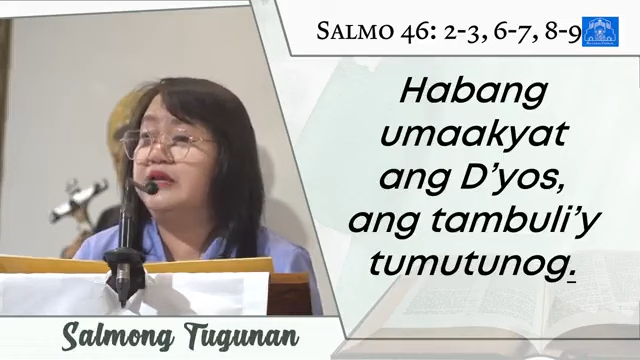 SALMO 46: 2-3, 6-7, 8-9
Habang
umaakyat
ang D'yos,
ang tambuli'y
tumutunog.
Salmong Tugunan